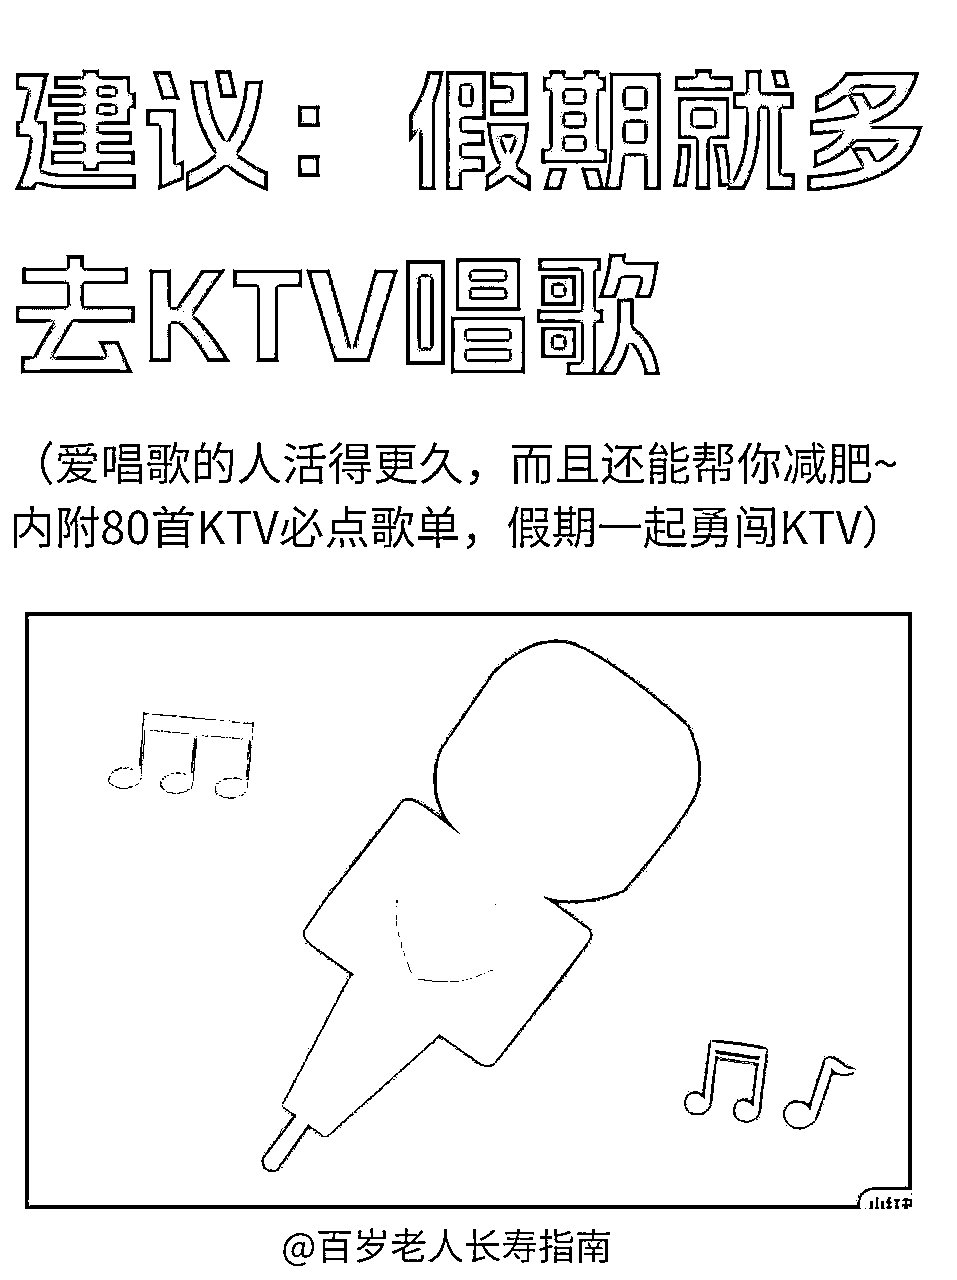 建议：假期就多
去KTV唱歌
（爱唱歌的人活得更久，而且还能帮你减肥~
内附80首KTV必点歌单，假期一起勇闯KTV）
@百岁老人长寿指南